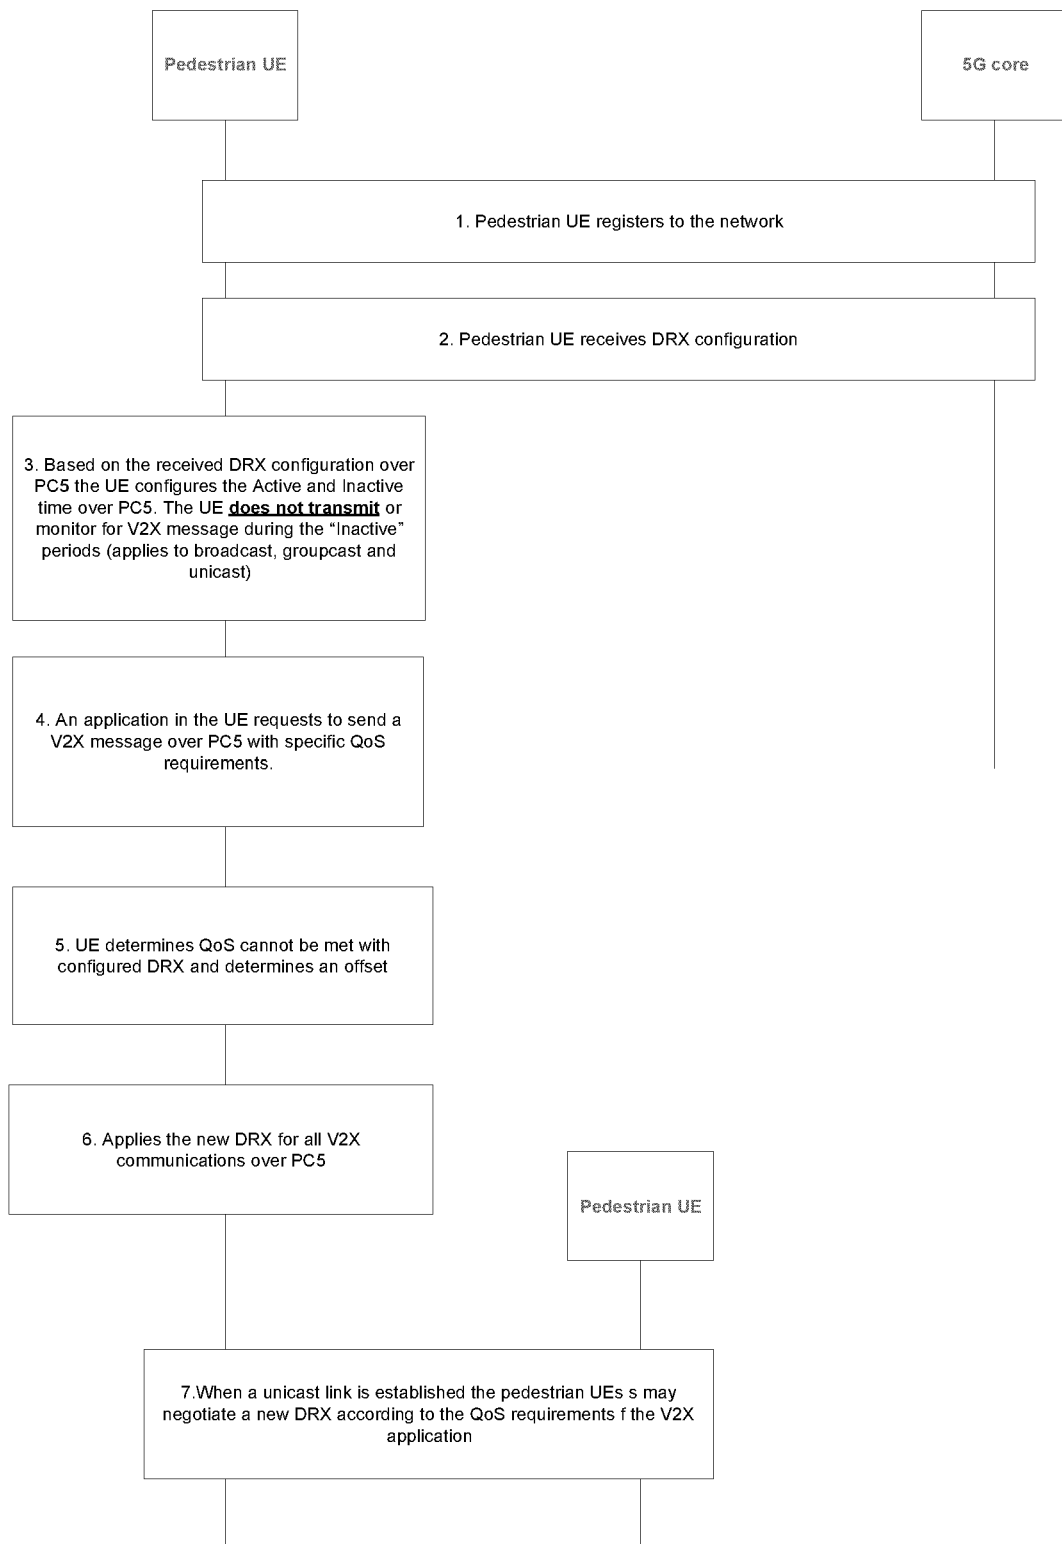 Pedestrian UE
5G core
1. Pedestrian UE registers to the network
2. Pedestrian UE receives DRX configuration
3. Based on the received DRX configuration over
PC5 the UE configures the Active and Inactive
time over PC5. The UE does not transmit or
monitor for V2X message during the “Inactive”
periods (applies to broadcast, groupcast and
unicast)
4. An application in the UE requests to send a
V2X message over PC5 with specific QoS
requirements.
5. UE determines QoS cannot be met with
configured DRX and determines an offset
6. Applies the new DRX for all V2X
communications over PC5
Pedestrian UE
7.When a unicast link is established the pedestrian UEs s may
negotiate a new DRX according to the QoS requirements f the V2X
application